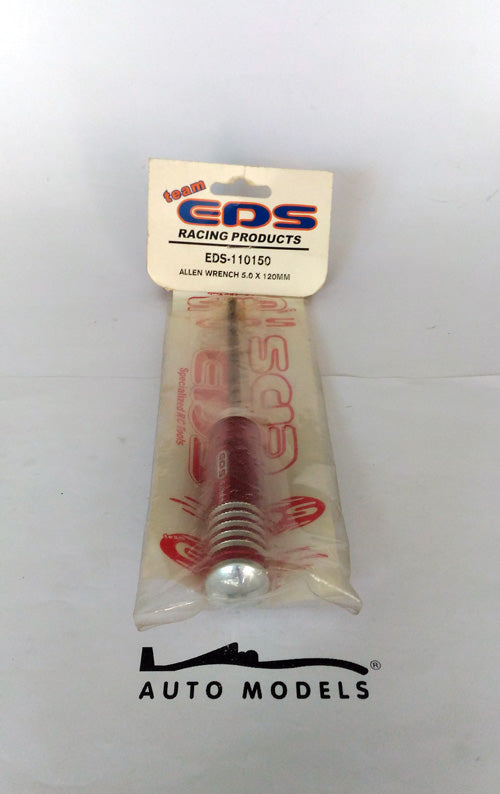 team
EDS
RACING PRODUCTS
EDS-110150
ALLEN WRENCH 5.0 X 120MM
EDS
Specialized RC Tools
EDS
AUTO MODELS ®